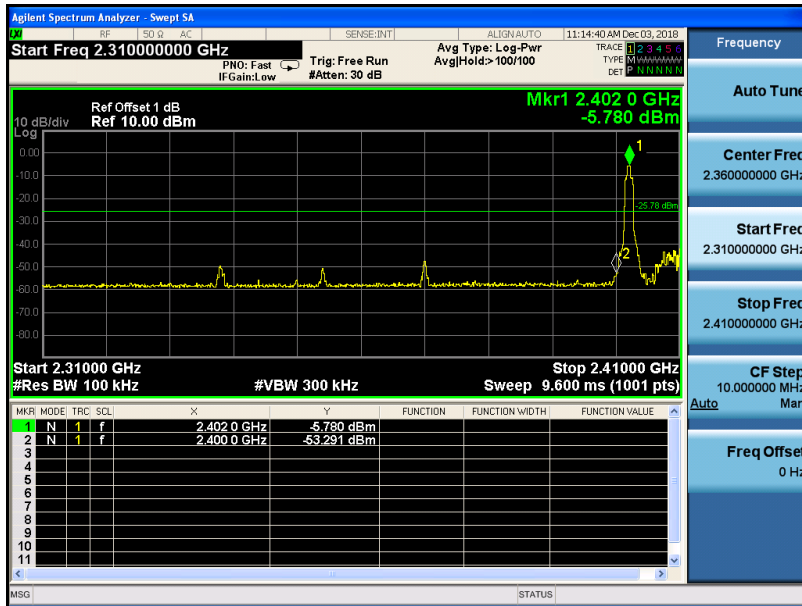 Agilent Spectrum Analyzer - Swept SA
LXI RF 50 Ω AC SENSE:INT ALIGN AUTO 11:14:40 AM Dec 03, 2018
Start Freq 2.310000000 GHz
PNO: Fast
IFGain:Low
Trig: Free Run
#Atten: 30 dB
Avg Type: Log-Pwr
Avg|Hold:>100/100
TRACE 1 2 3 4 5 6
TYPE M WWWWW
DET P N N N N N
Ref Offset 1 dB
10 dB/div Ref 10.00 dBm
Log
Mkr1 2.402 0 GHz
-5.780 dBm
0.00
-10.0
-20.0
-30.0
-40.0
-50.0
-60.0
-70.0
-80.0
1
-25.78 dBm
2
Start 2.31000 GHz Stop 2.41000 GHz
#Res BW 100 kHz #VBW 300 kHz Sweep 9.600 ms (1001 pts)
MKR MODE TRC SCL X Y FUNCTION FUNCTION WIDTH FUNCTION VALUE
1 N 1 f 2.402 0 GHz -5.780 dBm
2 N 1 f 2.400 0 GHz -53.291 dBm
3
4
5
6
7
8
9
10
11
MSG STATUS
Frequency
Auto Tune
Center Freq
2.360000000 GHz
Start Freq
2.310000000 GHz
Stop Freq
2.410000000 GHz
CF Step
10.000000 MHz
Auto Man
Freq Offset
0 Hz